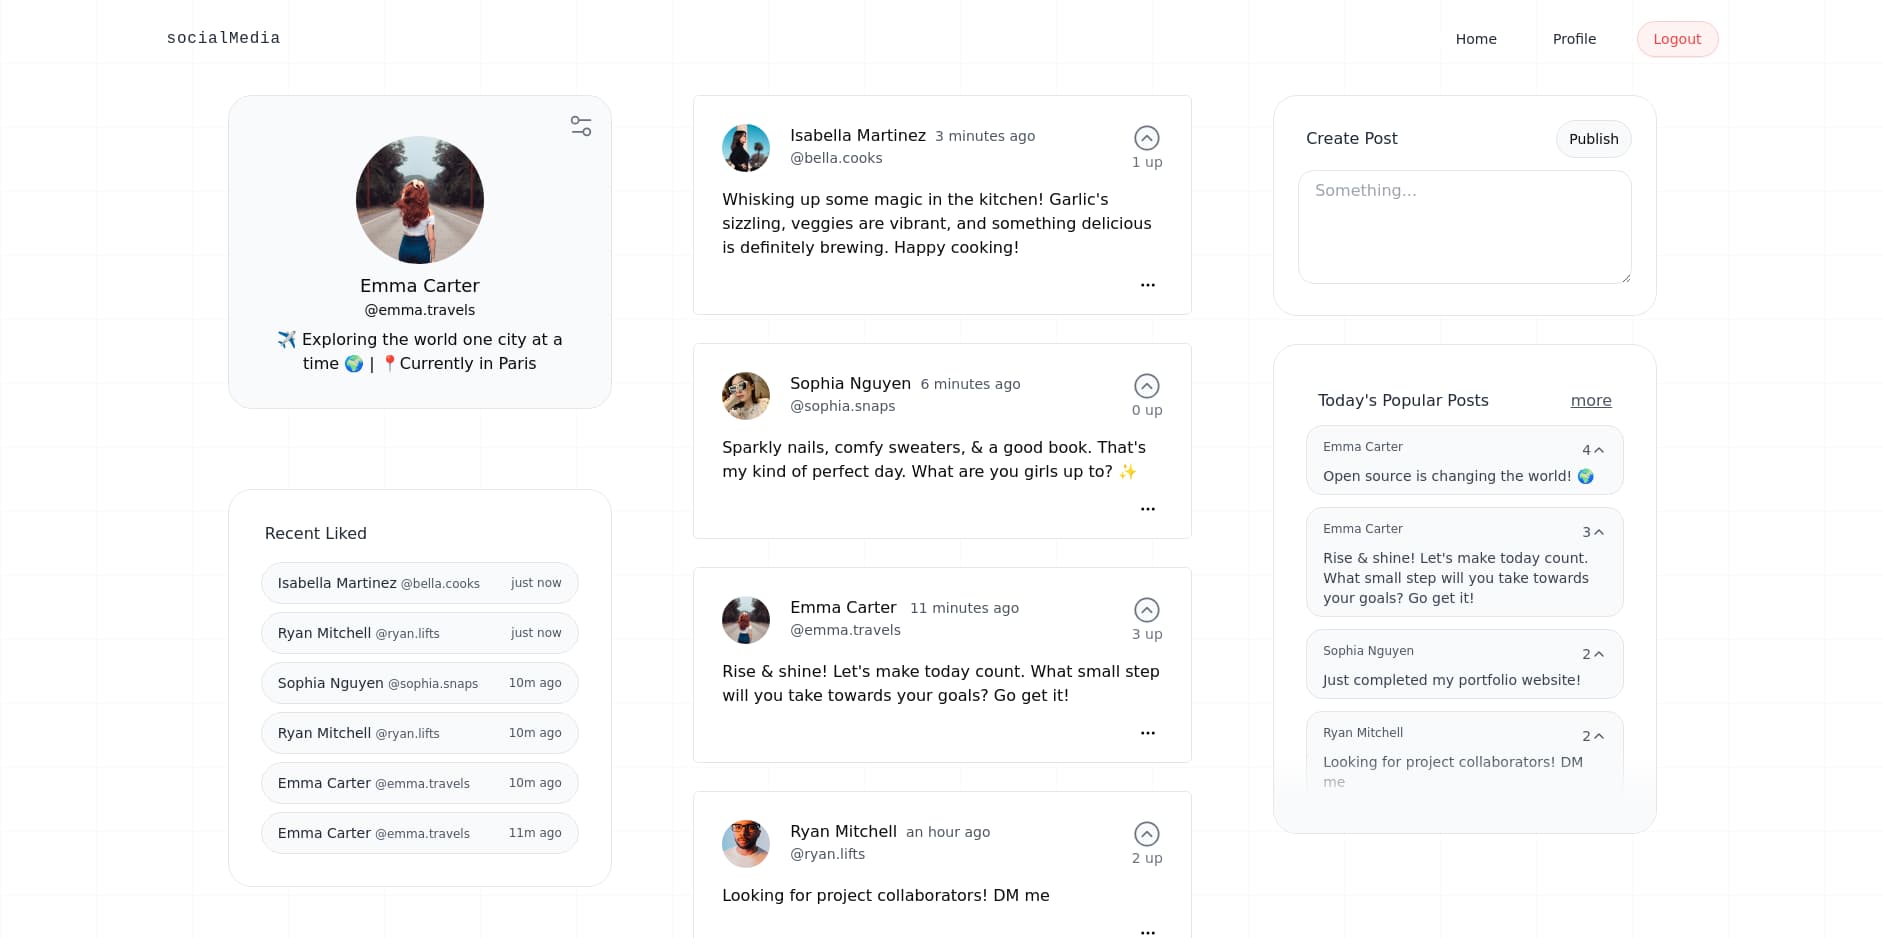 socialMedia
Home
Profile
Logout
Emma Carter
@emma.travels
✈️ Exploring the world one city at a
time 🌍 | 📍Currently in Paris
Recent Liked
Isabella Martinez @bella.cooks just now
Ryan Mitchell @ryan.lifts just now
Sophia Nguyen @sophia.snaps 10m ago
Ryan Mitchell @ryan.lifts 10m ago
Emma Carter @emma.travels 10m ago
Emma Carter @emma.travels 11m ago
Isabella Martinez 3 minutes ago
@bella.cooks
1 up
Whisking up some magic in the kitchen! Garlic's
sizzling, veggies are vibrant, and something delicious
is definitely brewing. Happy cooking!
...
Sophia Nguyen 6 minutes ago
@sophia.snaps
0 up
Sparkly nails, comfy sweaters, & a good book. That's
my kind of perfect day. What are you girls up to? ✨
...
Emma Carter 11 minutes ago
@emma.travels
3 up
Rise & shine! Let's make today count. What small step
will you take towards your goals? Go get it!
...
Ryan Mitchell an hour ago
@ryan.lifts
2 up
Looking for project collaborators! DM me
...
Create Post
Publish
Something...
Today's Popular Posts
more
Emma Carter 4
Open source is changing the world! 🌍
Emma Carter 3
Rise & shine! Let's make today count.
What small step will you take towards
your goals? Go get it!
Sophia Nguyen 2
Just completed my portfolio website!
Ryan Mitchell 2
Looking for project collaborators! DM
me